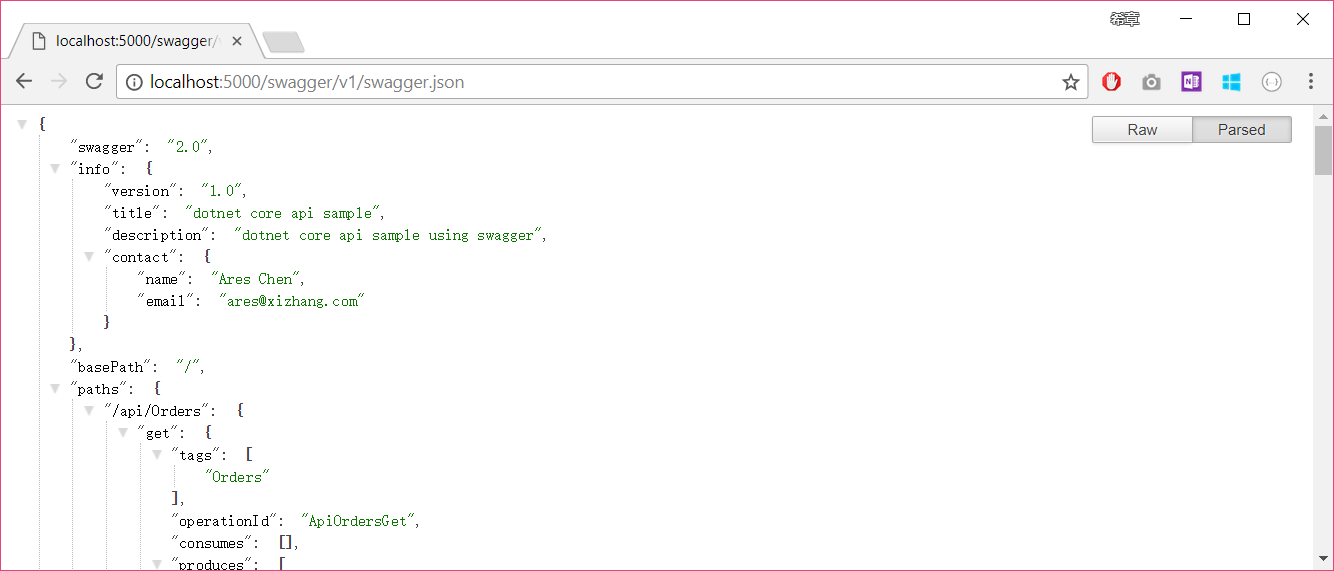 希章
localhost:5000/swagger/v
localhost:5000/swagger/v1/swagger.json
Raw Parsed
{
"swagger": "2.0",
"info": {
"version": "1.0",
"title": "dotnet core api sample",
"description": "dotnet core api sample using swagger",
"contact": {
"name": "Ares Chen",
"email": "ares@xizhang.com"
}
},
"basePath": "/",
"paths": {
"/api/Orders": {
"get": {
"tags": [
"Orders"
],
"operationId": "ApiOrdersGet",
"consumes": [],
"produces": [